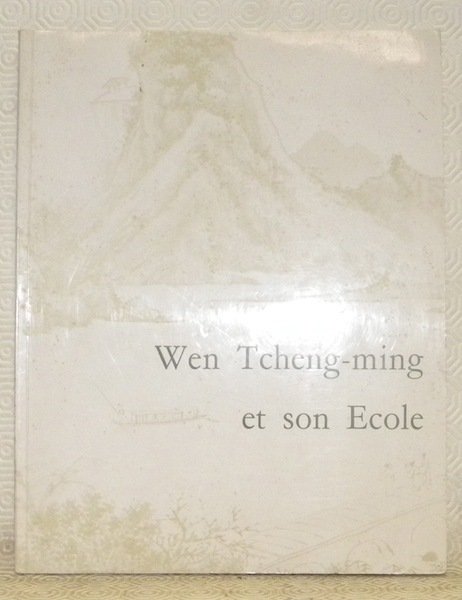 Wen Tcheng-ming
et son Ecole